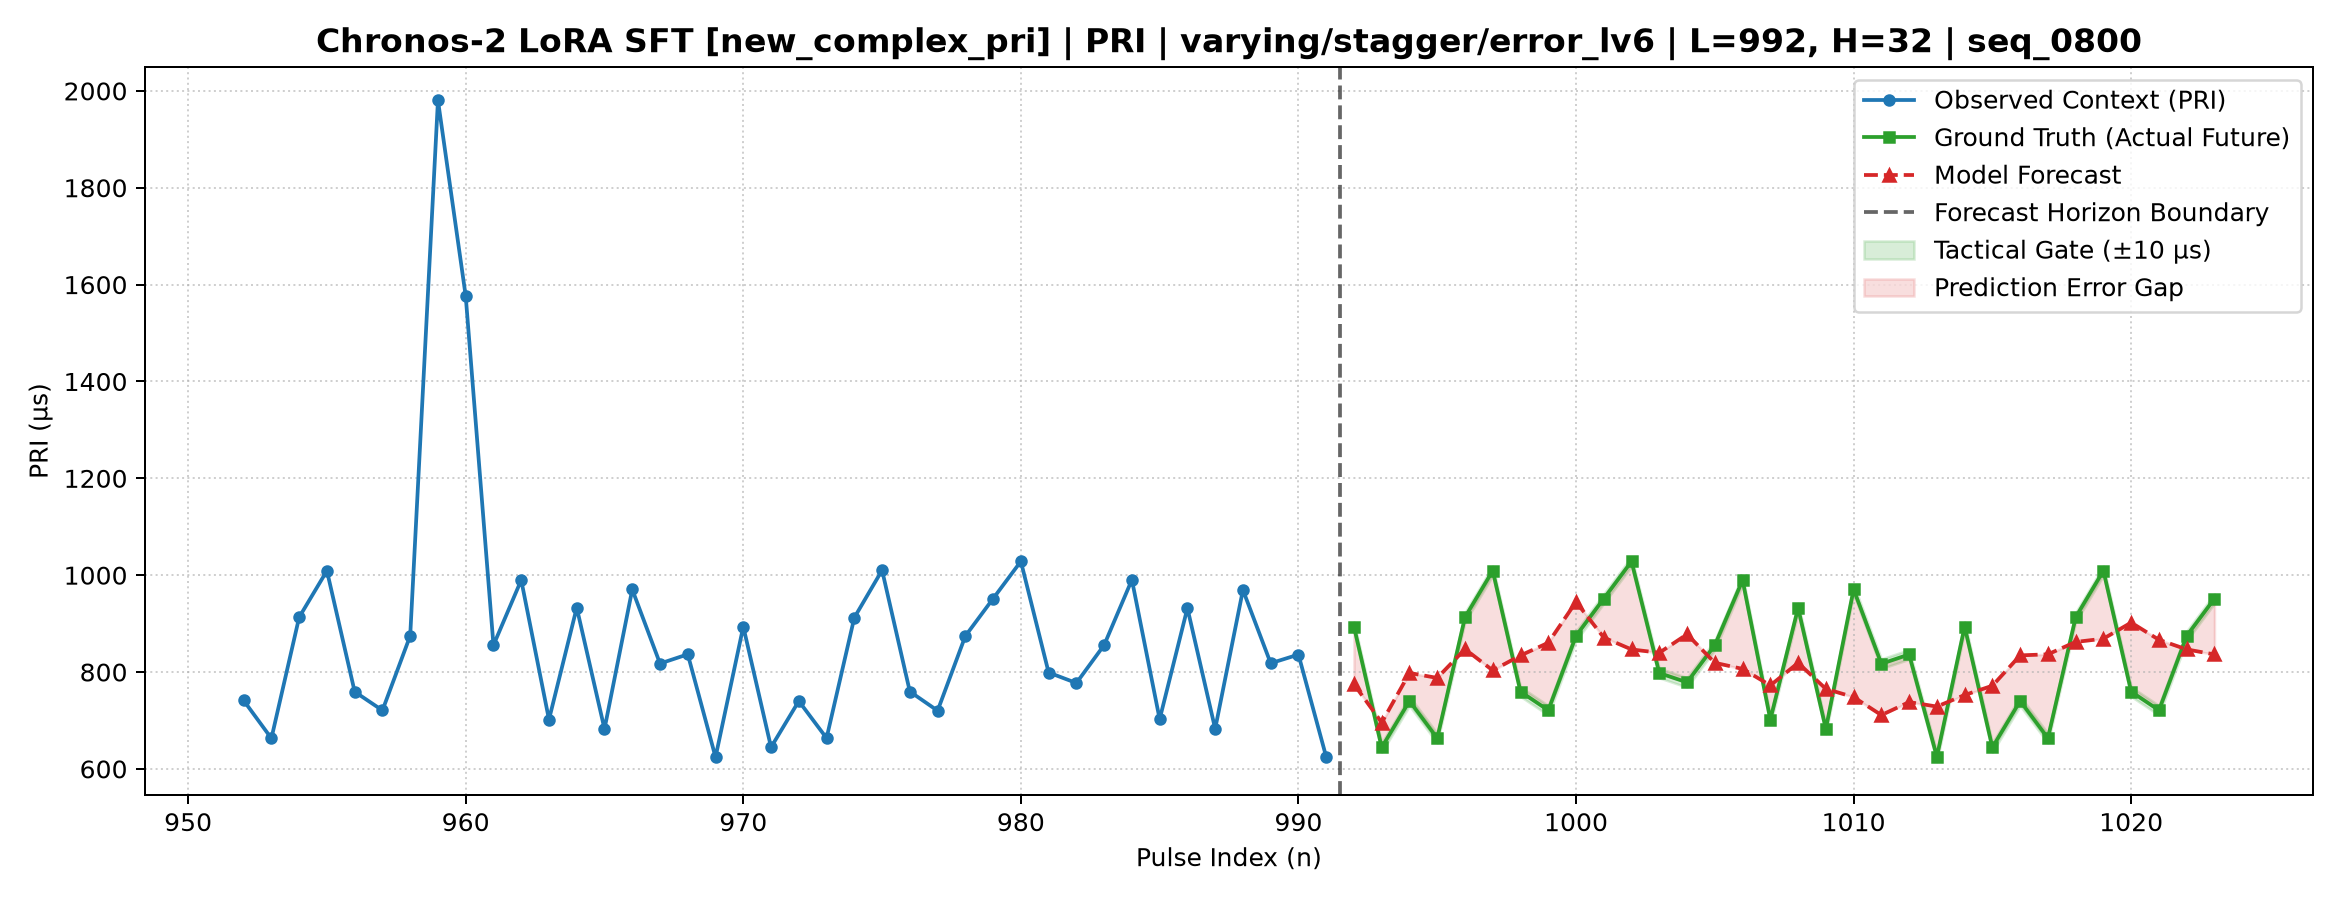 Chronos-2 LoRA SFT [new_complex_pri] | PRI | varying/stagger/error_lv6 | L=992, H=32 | seq_0800
Observed Context (PRI)
Ground Truth (Actual Future)
Model Forecast
Forecast Horizon Boundary
Tactical Gate (±10 µs)
Prediction Error Gap
PRI (µs)
2000
1800
1600
1400
1200
1000
800
600
950 960 970 980 990 1000 1010 1020
Pulse Index (n)